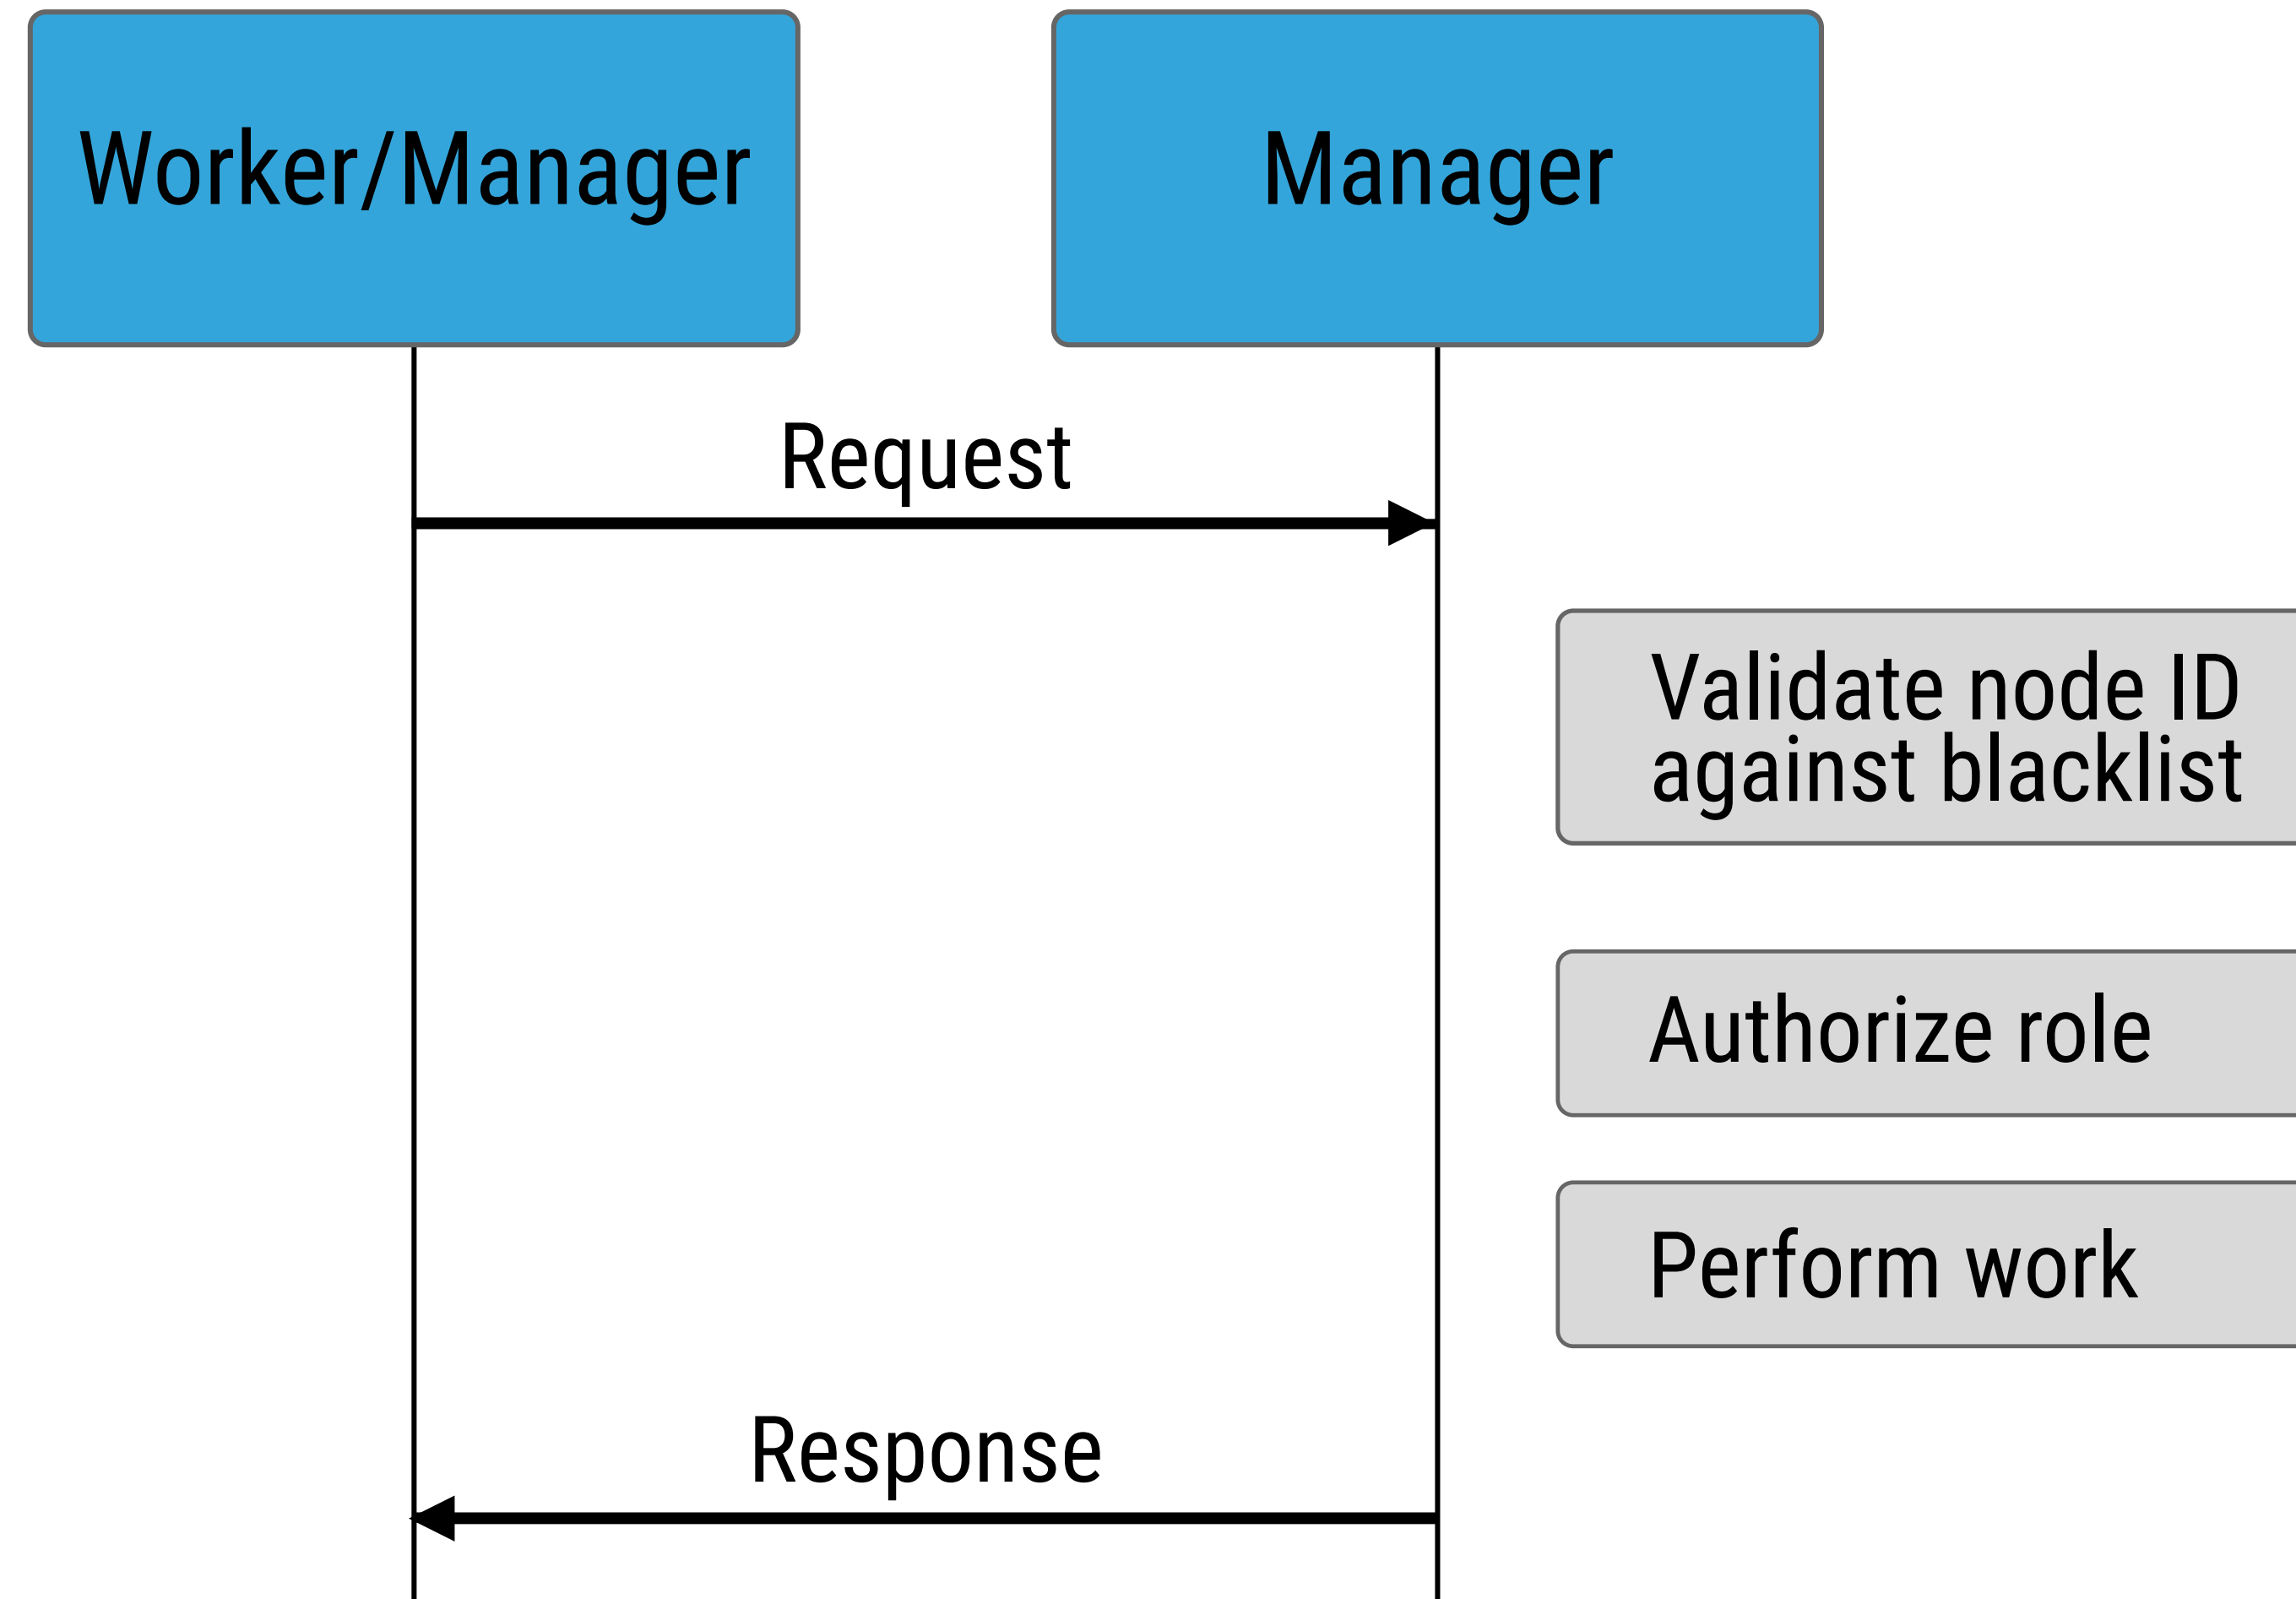 Worker/Manager
Manager
Request
Validate node ID
against blacklist
Authorize role
Perform work
Response